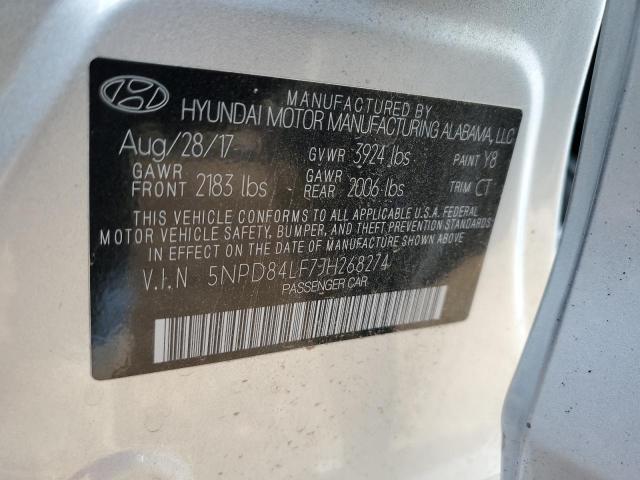 MANUFACTURED BY
HYUNDAI MOTOR MANUFACTURING ALABAMA, LLC
Aug/28/17 GVWR 3924 lbs PAINT Y8
GAWR FRONT 2183 lbs GAWR REAR 2006 lbs TRIM CT
THIS VEHICLE CONFORMS TO ALL APPLICABLE U.S.A. FEDERAL
MOTOR VEHICLE SAFETY, BUMPER, AND THEFT PREVENTION STANDARDS
IN EFFECT ON THE DATE OF MANUFACTURE SHOWN ABOVE.
V.I.N 5NPD84LF7JH268274
PASSENGER CAR